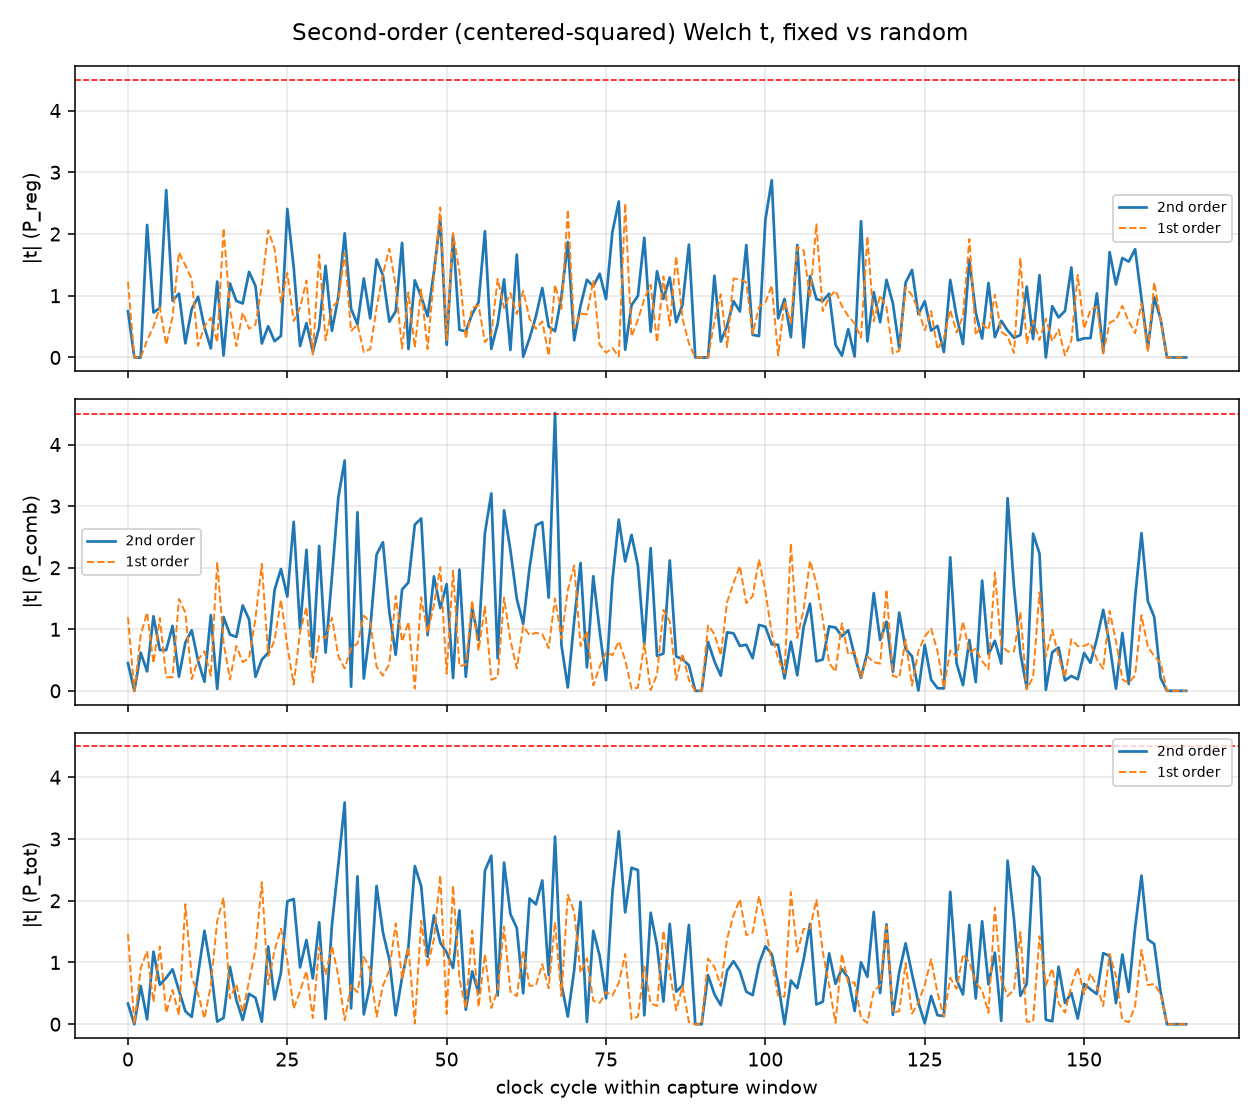 Second-order (centered-squared) Welch t, fixed vs random
|t| (P_reg)
4
3
2
1
0
2nd order
1st order
|t| (P_comb)
4
3
2
1
0
2nd order
1st order
|t| (P_tot)
4
3
2
1
0
2nd order
1st order
0 25 50 75 100 125 150
clock cycle within capture window